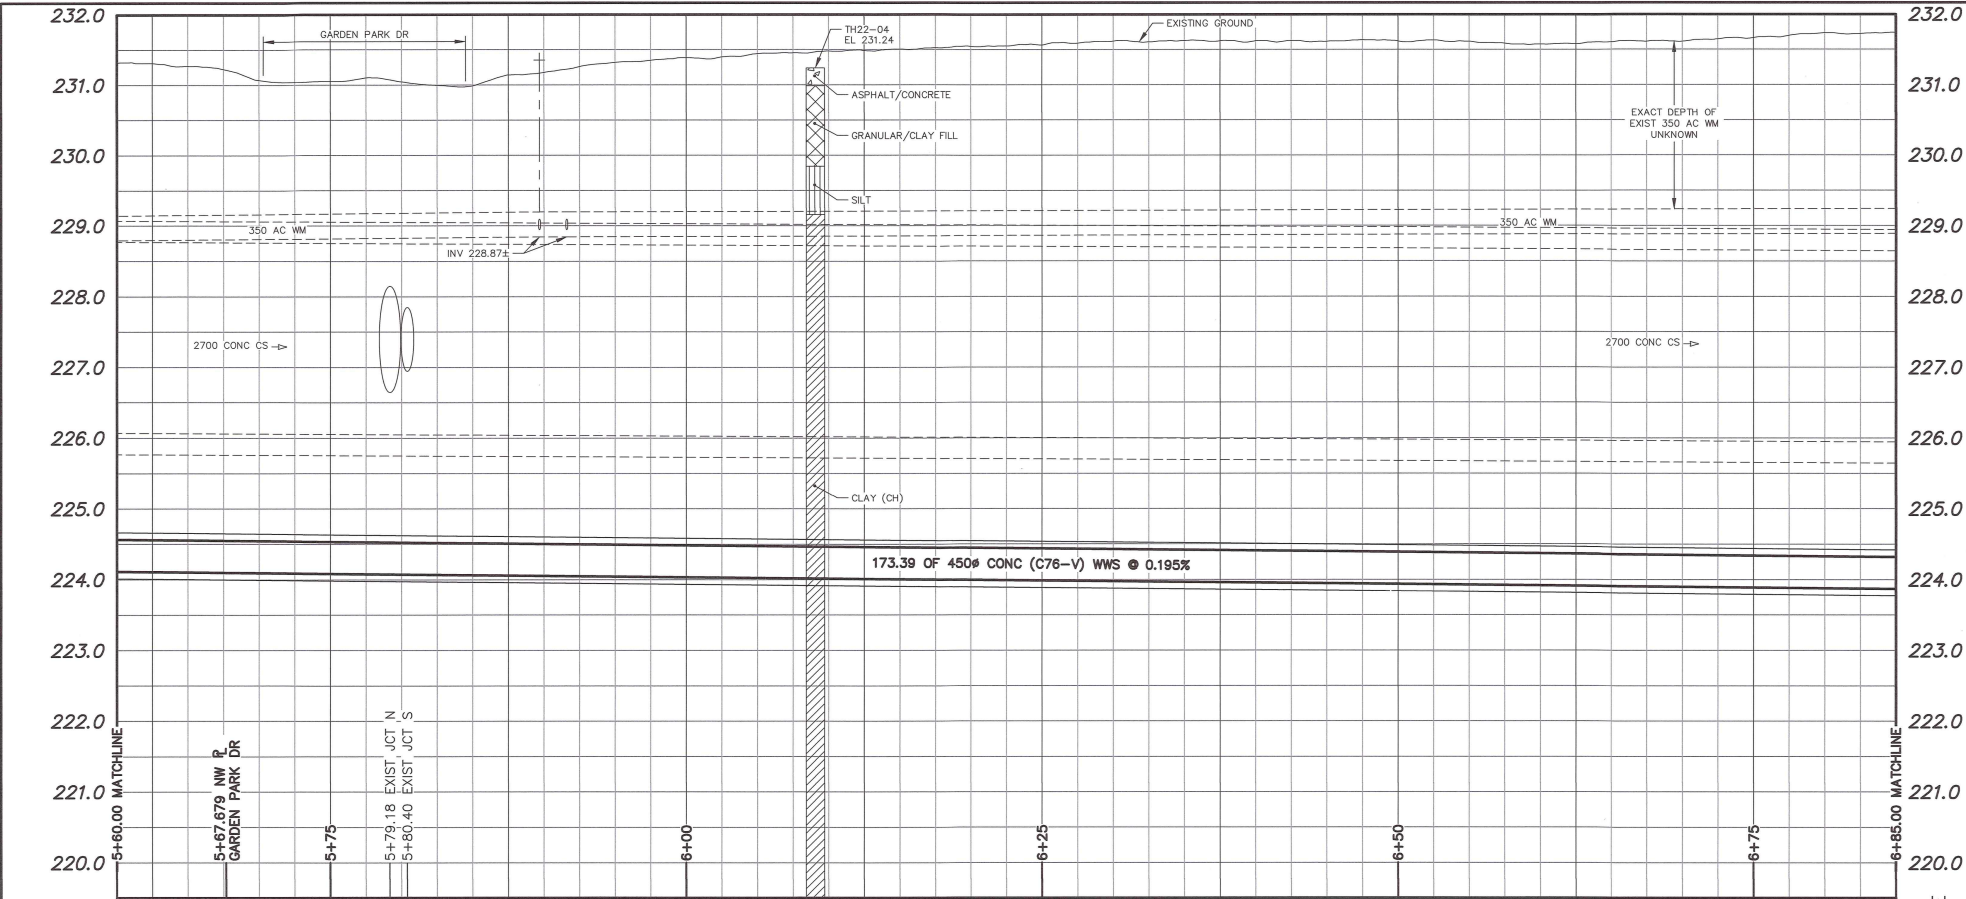 232.0
231.0
230.0
229.0
228.0
227.0
226.0
225.0
224.0
223.0
222.0
221.0
220.0
GARDEN PARK DR
TH22-04
EL 231.24
EXISTING GROUND
ASPHALT/CONCRETE
GRANULAR/CLAY FILL
SILT
EXACT DEPTH OF
EXIST 350 AC WM
UNKNOWN
350 AC WM
350 AC WM
INV 228.87±
2700 CONC CS
2700 CONC CS
CLAY (CH)
173.39 OF 450ø CONC (C76-V) WWS @ 0.195%
5+60.00 MATCHLINE
5+67.679 NW PL
GARDEN PARK DR
5+75
5+79.18 EXIST JCT N
5+80.40 EXIST JCT S
6+00
6+25
6+50
6+75
6+85.00 MATCHLINE
232.0
231.0
230.0
229.0
228.0
227.0
226.0
225.0
224.0
223.0
222.0
221.0
220.0